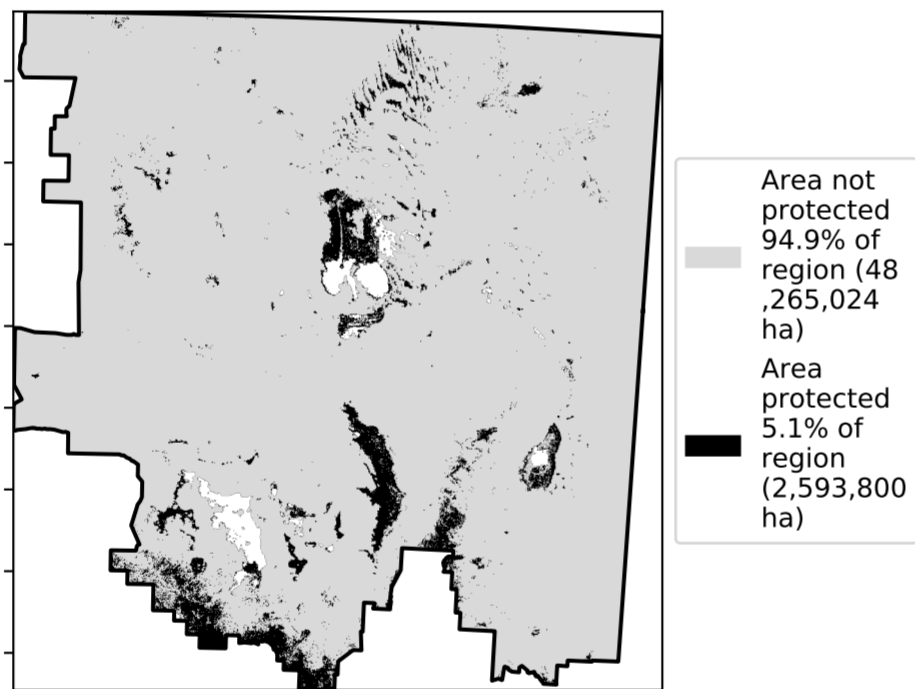 Area not
protected
94.9% of
region (48
,265,024
ha)
Area
protected
5.1% of
region
(2,593,800
ha)